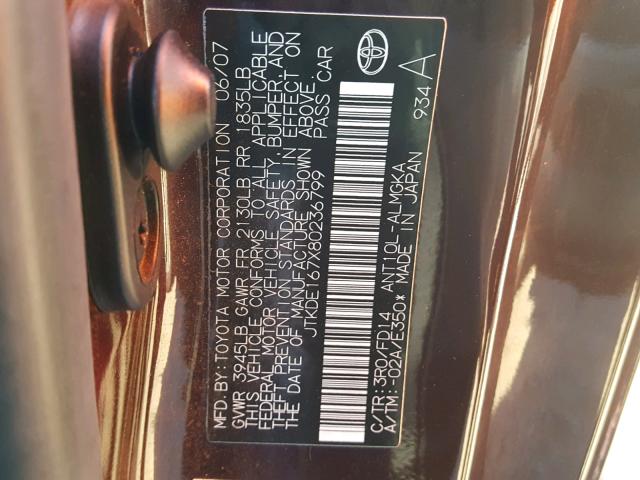 MFD. BY: TOYOTA MOTOR CORPORATION 06/07
GVWR 3945LB GAWR FR 2130LB RR 1835LB
THIS VEHICLE CONFORMS TO ALL APPLICABLE
FEDERAL MOTOR VEHICLE SAFETY, BUMPER, AND
THEFT PREVENTION STANDARDS IN EFFECT ON
THE DATE OF MANUFACTURE SHOWN ABOVE.
JTKDE167X80236799 PASS. CAR
C/TR: 3R0/FD14 ANT10L-ALMGKA 934 A
A/TM: -02A/E350* MADE IN JAPAN